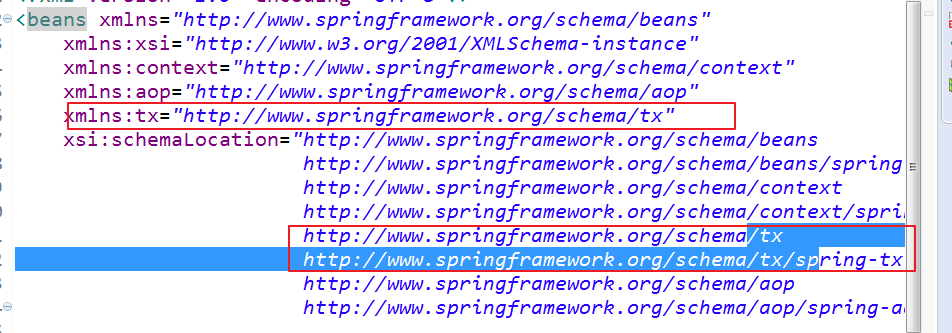 <beans xmlns="http://www.springframework.org/schema/beans"
xmlns:xsi="http://www.w3.org/2001/XMLSchema-instance"
xmlns:context="http://www.springframework.org/schema/context"
xmlns:aop="http://www.springframework.org/schema/aop"
xmlns:tx="http://www.springframework.org/schema/tx"
xsi:schemaLocation="http://www.springframework.org/schema/beans
http://www.springframework.org/schema/beans/spring-
http://www.springframework.org/schema/context
http://www.springframework.org/schema/context/sprin
http://www.springframework.org/schema/tx
http://www.springframework.org/schema/tx/spring-tx
http://www.springframework.org/schema/aop
http://www.springframework.org/schema/aop/spring-a